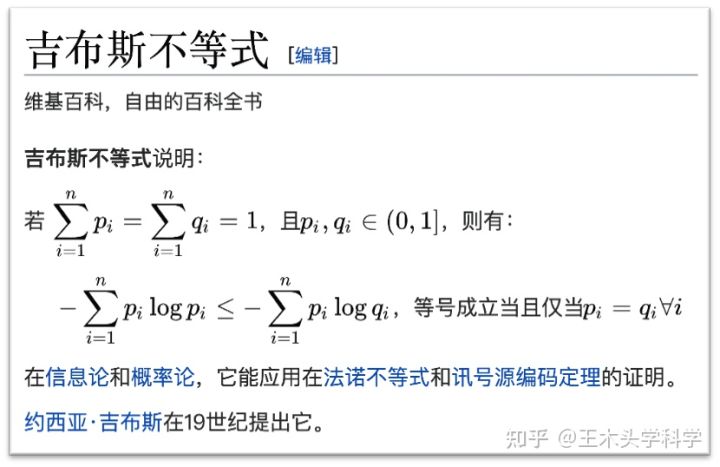 吉布斯不等式 [编辑]
维基百科，自由的百科全书
吉布斯不等式说明：
若 $\sum_{i=1}^{n} p_i = \sum_{i=1}^{n} q_i = 1$，且$p_i, q_i \in (0, 1]$，则有：
$-\sum_{i=1}^{n} p_i \log p_i \leq -\sum_{i=1}^{n} p_i \log q_i$，等号成立当且仅当$p_i = q_i \forall i$
在信息论和概率论，它能应用在法诺不等式和讯号源编码定理的证明。
约西亚·吉布斯在19世纪提出它。
知乎 @王木头学科学